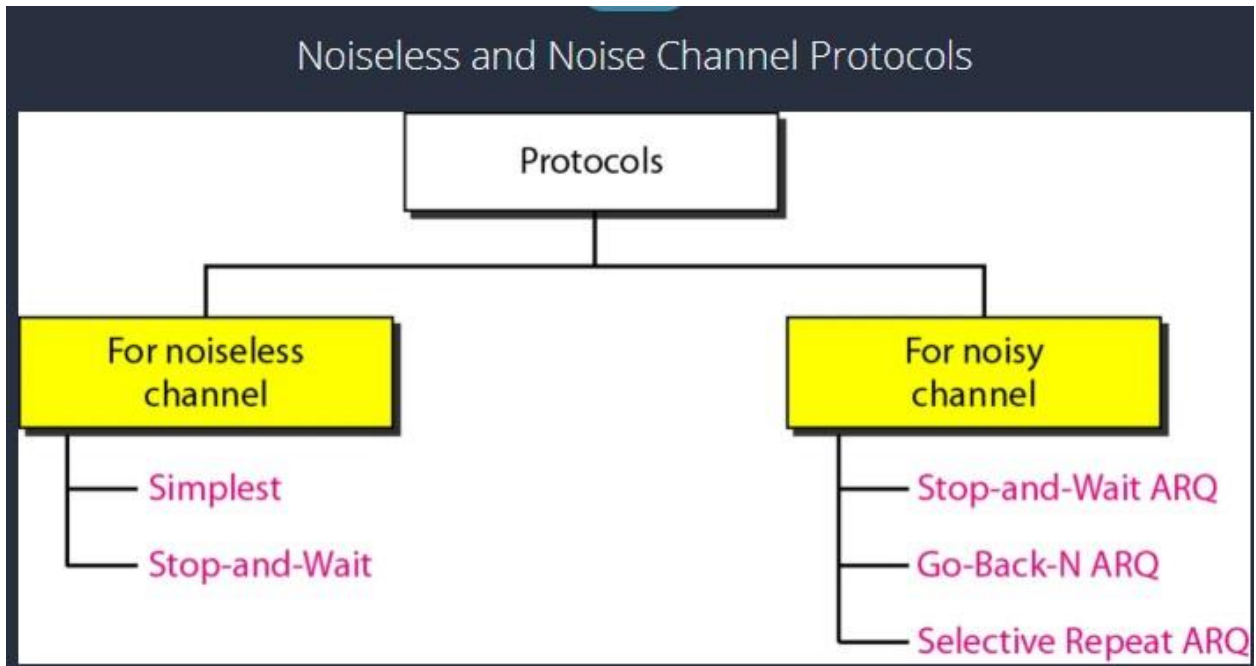 Noiseless and Noise Channel Protocols
Protocols
For noiseless
channel
Simplest
Stop-and-Wait
For noisy
channel
Stop-and-Wait ARQ
Go-Back-N ARQ
Selective Repeat ARQ